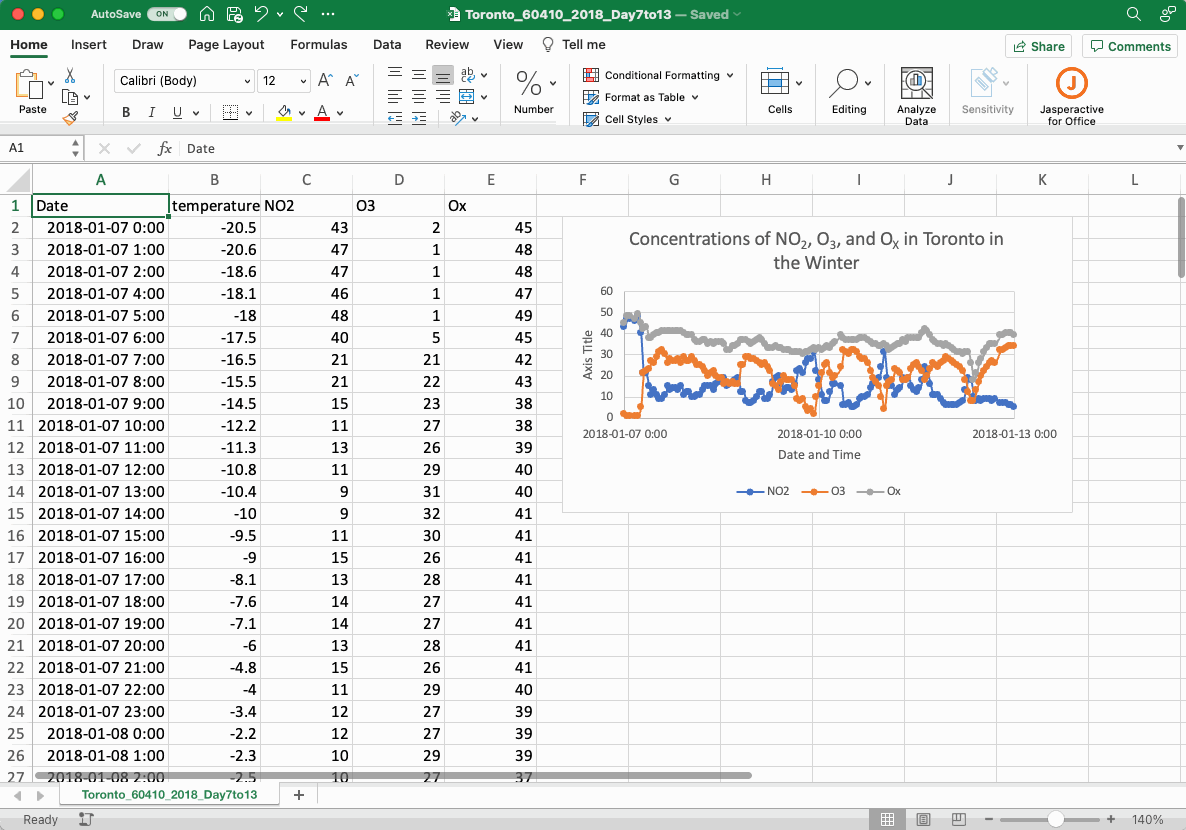 AutoSave ON Toronto_60410_2018_Day7to13 — Saved
Home Insert Draw Page Layout Formulas Data Review View Tell me Share Comments
Paste Calibri (Body) 12 A^ A˅ ab Number Conditional Formatting Cells Editing Analyze Data Sensitivity Jasperactive for Office
B I U A % Format as Table
Cell Styles
A1 fx Date
A B C D E F G H I J K L
1 Date temperature NO2 O3 Ox
2 2018-01-07 0:00 -20.5 43 2 45
3 2018-01-07 1:00 -20.6 47 1 48
4 2018-01-07 2:00 -18.6 47 1 48
5 2018-01-07 4:00 -18.1 46 1 47
6 2018-01-07 5:00 -18 48 1 49
7 2018-01-07 6:00 -17.5 40 5 45
8 2018-01-07 7:00 -16.5 21 21 42
9 2018-01-07 8:00 -15.5 21 22 43
10 2018-01-07 9:00 -14.5 15 23 38
11 2018-01-07 10:00 -12.2 11 27 38
12 2018-01-07 11:00 -11.3 13 26 39
13 2018-01-07 12:00 -10.8 11 29 40
14 2018-01-07 13:00 -10.4 9 31 40
15 2018-01-07 14:00 -10 9 32 41
16 2018-01-07 15:00 -9.5 11 30 41
17 2018-01-07 16:00 -9 15 26 41
18 2018-01-07 17:00 -8.1 13 28 41
19 2018-01-07 18:00 -7.6 14 27 41
20 2018-01-07 19:00 -7.1 14 27 41
21 2018-01-07 20:00 -6 13 28 41
22 2018-01-07 21:00 -4.8 15 26 41
23 2018-01-07 22:00 -4 11 29 40
24 2018-01-07 23:00 -3.4 12 27 39
25 2018-01-08 0:00 -2.2 12 27 39
26 2018-01-08 1:00 -2.3 10 29 39
27 2018-01-08 2:00 -2.5 10 27 37
Concentrations of NO₂, O₃, and Oₓ in Toronto in
the Winter
60
50
40
30
20
10
0
Axis Title
2018-01-07 0:00 2018-01-10 0:00 2018-01-13 0:00
Date and Time
NO2 O3 Ox
Toronto_60410_2018_Day7to13 +
Ready − + 140%